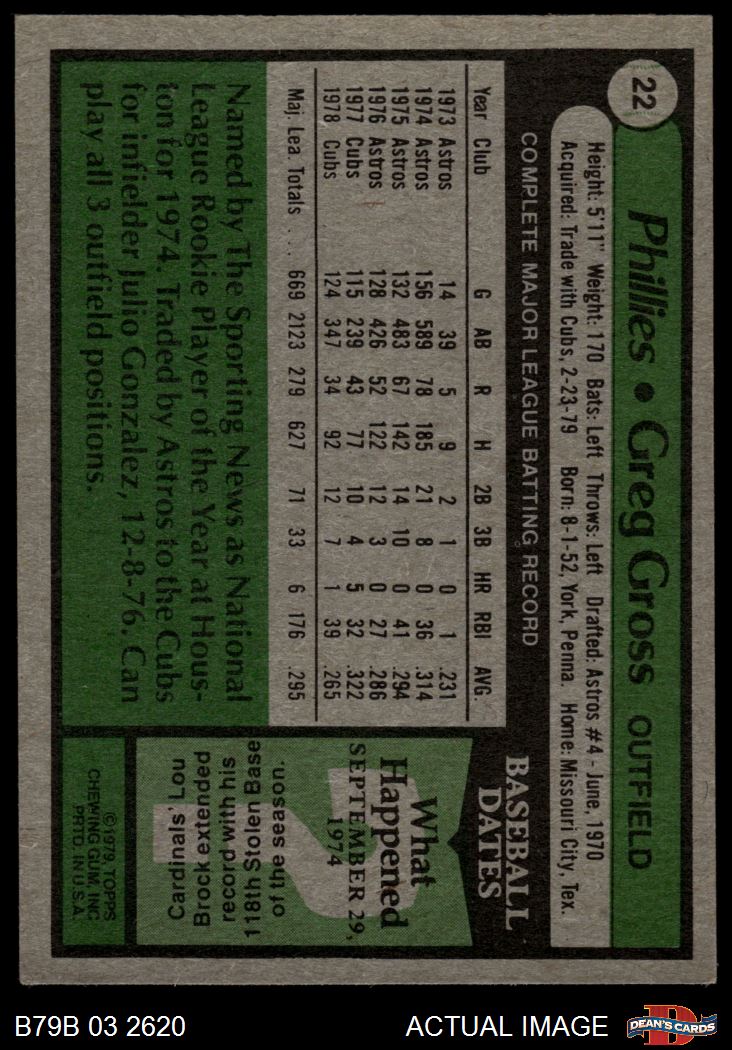 22
Phillies • Greg Gross OUTFIELD
Height: 5'11" Weight: 170 Bats: Left Throws: Left Drafted: Astros #4 - June, 1970
Acquired: Trade with Cubs, 2-23-79 Born: 8-1-52, York, Penna. Home: Missouri City, Tex.
COMPLETE MAJOR LEAGUE BATTING RECORD
Year Club G AB R H 2B 3B HR RBI AVG.
1973 Astros 14 39 5 9 2 1 0 1 .231
1974 Astros 156 589 78 185 21 8 0 36 .314
1975 Astros 132 483 67 142 14 10 0 41 .294
1976 Astros 128 426 52 122 12 3 0 27 .286
1977 Cubs 115 239 43 77 10 4 5 32 .322
1978 Cubs 124 347 34 92 12 7 1 39 .265
Maj. Lea. Totals . . . 669 2123 279 627 71 33 6 176 .295
Named by The Sporting News as National
League Rookie Player of the Year at Hous-
ton for 1974. Traded by Astros to the Cubs
for infielder Julio Gonzalez, 12-8-76. Can
play all 3 outfield positions.
BASEBALL
DATES
What
Happened
SEPTEMBER 29,
1974
?
Cardinals' Lou
Brock extended
record with his
118th Stolen Base
of the season.
©1979, TOPPS
CHEWING GUM, INC.
PRTD. IN U.S.A.
B79B 03 2620 ACTUAL IMAGE
D
DEAN'S CARDS